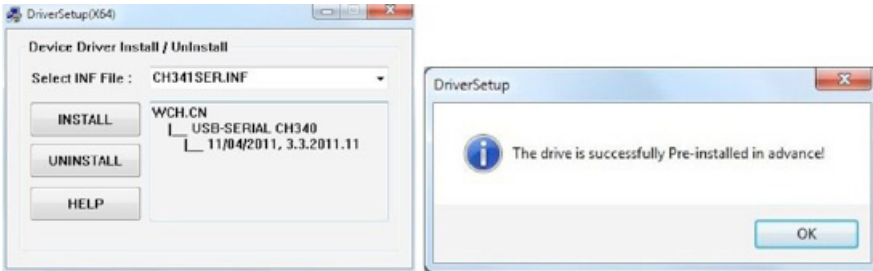 DriverSetup(X64)
Device Driver Install / UnInstall
Select INF File :
CH341SER.INF
INSTALL
UNINSTALL
HELP
WCH.CN
|__ USB-SERIAL CH340
|__ 11/04/2011, 3.3.2011.11
DriverSetup
The drive is successfully Pre-installed in advance!
OK